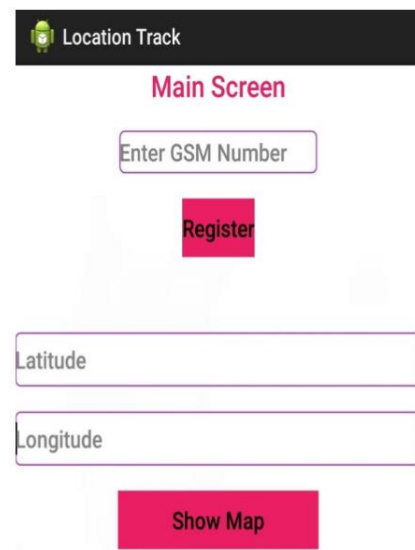 Location Track
Main Screen
Enter GSM Number
Register
Latitude
Longitude
Show Map